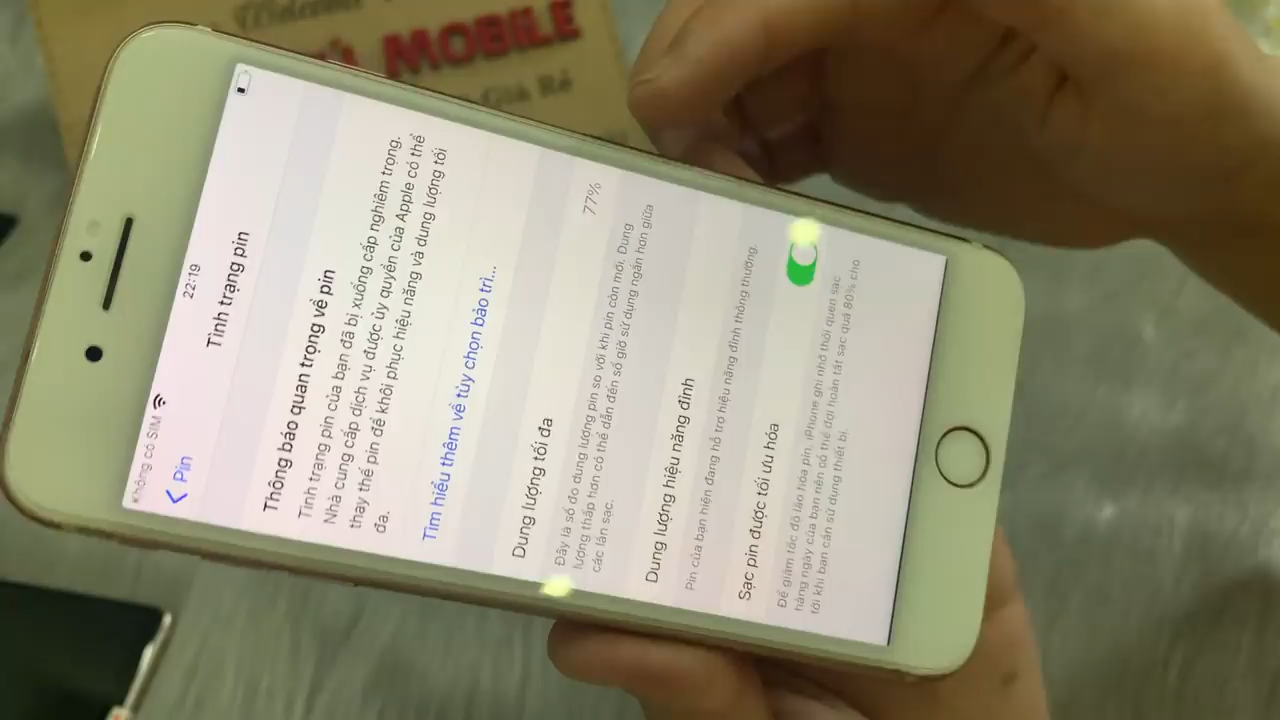 Welcome
MOBILE
Giá Rẻ
Không có SIM
22:19
Pin
Tình trạng pin
Thông báo quan trọng về pin
Tình trạng pin của bạn đã bị xuống cấp nghiêm trọng.
Nhà cung cấp dịch vụ được ủy quyền của Apple có thể
thay thế pin để khôi phục hiệu năng và dung lượng tối
đa.
Tìm hiểu thêm về tùy chọn bảo trì...
Dung lượng tối đa 77%
Đây là số đo dung lượng pin so với khi pin còn mới. Dung
lượng thấp hơn có thể dẫn đến số giờ sử dụng ngắn hơn giữa
các lần sạc.
Dung lượng hiệu năng đỉnh
Pin của bạn hiện đang hỗ trợ hiệu năng đỉnh thông thường.
Sạc pin được tối ưu hóa
Để giảm tốc độ lão hóa pin, iPhone ghi nhớ thói quen sạc
hàng ngày của bạn nên có thể đợi hoàn tất sạc quá 80% cho
tới khi bạn cần sử dụng thiết bị.